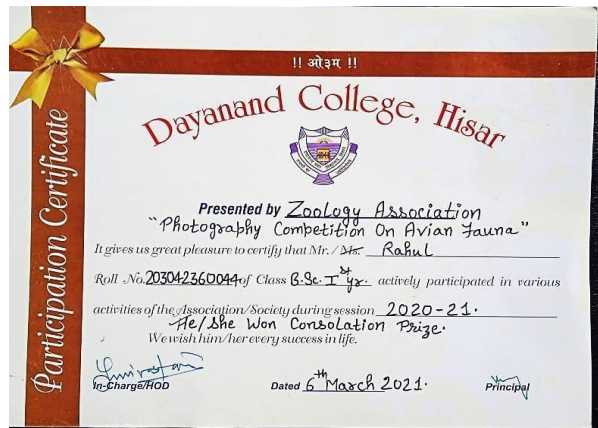 !! ओ३म् !!
Dayanand College, Hisar
Participation Certificate
Presented by Zoology Association
"Photography Competition On Avian Fauna"
It gives us great pleasure to certify that Mr. / Ms. Rahul
Roll No. 203042360044 of Class B.Sc. Ist yr. actively participated in various
activities of the Association/Society during session 2020-21.
He/She Won Consolation Prize.
We wish him/her every success in life.
In-Charge/HOD
Dated 6th March 2021.
Principal